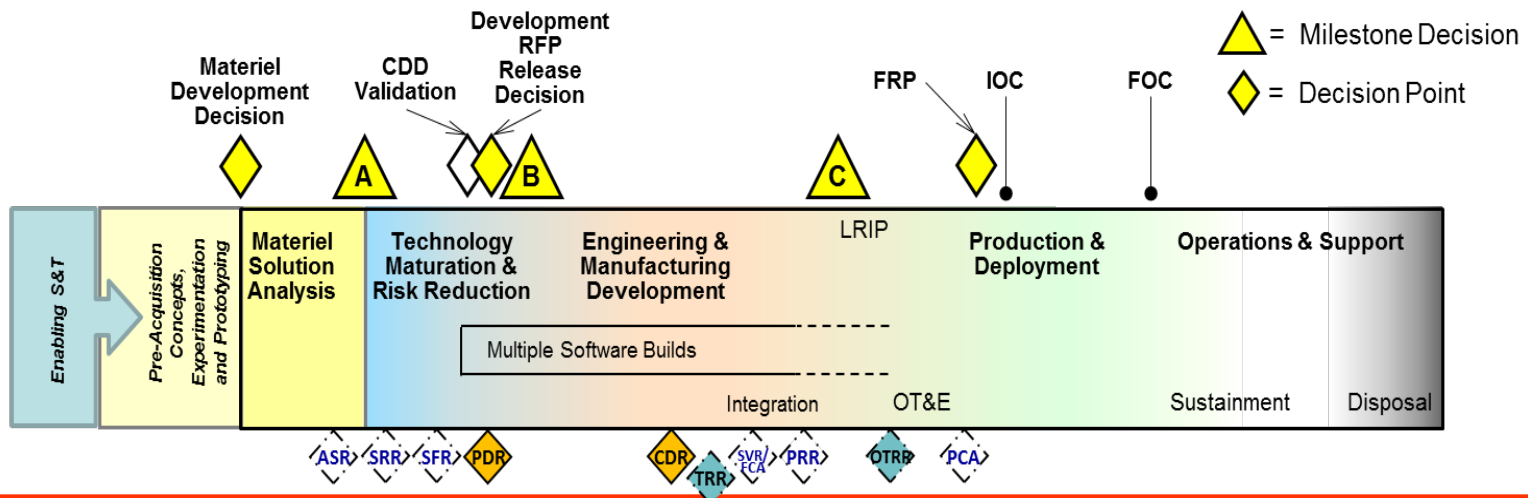 Materiel
Development
Decision
CDD
Validation
Development
RFP
Release
Decision
FRP
IOC
FOC
= Milestone Decision
= Decision Point
A
B
C
Enabling S&T
Pre-Acquisition
Concepts,
Experimentation
and Prototyping
Materiel
Solution
Analysis
Technology
Maturation &
Risk Reduction
Engineering &
Manufacturing
Development
LRIP
Production &
Deployment
Operations & Support
Multiple Software Builds
Integration
OT&E
Sustainment
Disposal
ASR
SRR
SFR
PDR
CDR
TRR
SVR/
FCA
PRR
OTRR
PCA